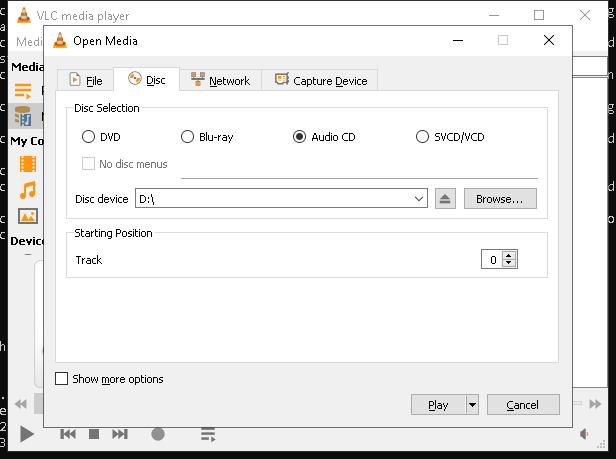 VLC media player
Open Media
Media
File
Disc
Network
Capture Device
Disc Selection
DVD
Blu-ray
Audio CD
SVCD/VCD
No disc menus
My Co
Disc device
D:\
Browse...
Device
Starting Position
Track
0
Show more options
Play
Cancel